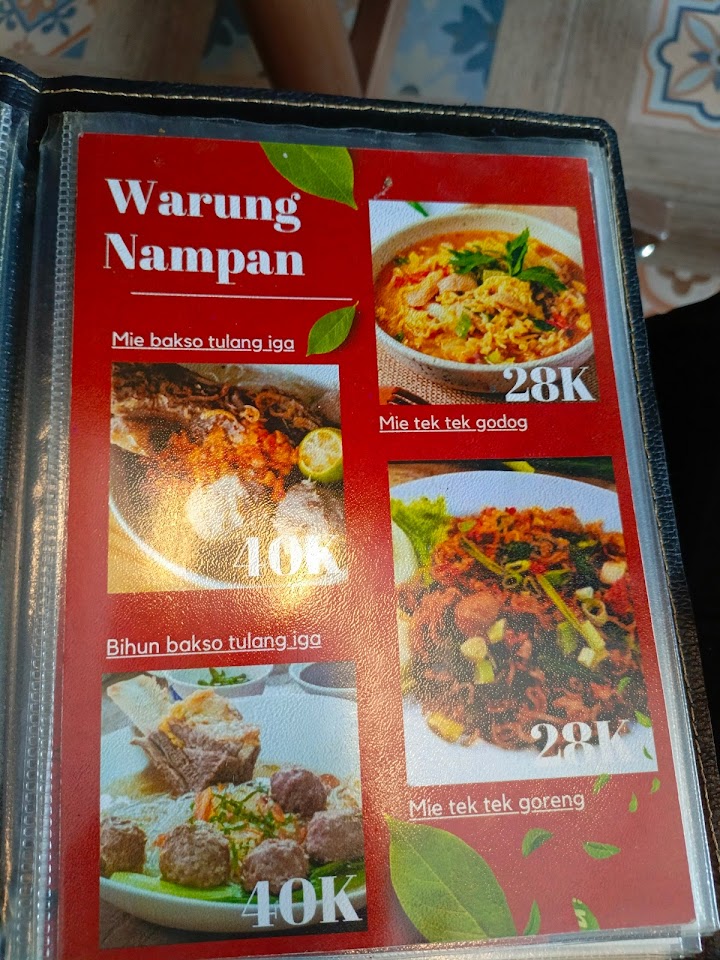 Warung
Nampan
Mie bakso tulang iga
40K
Bihun bakso tulang iga
40K
28K
Mie tek tek godog
28K
Mie tek tek goreng